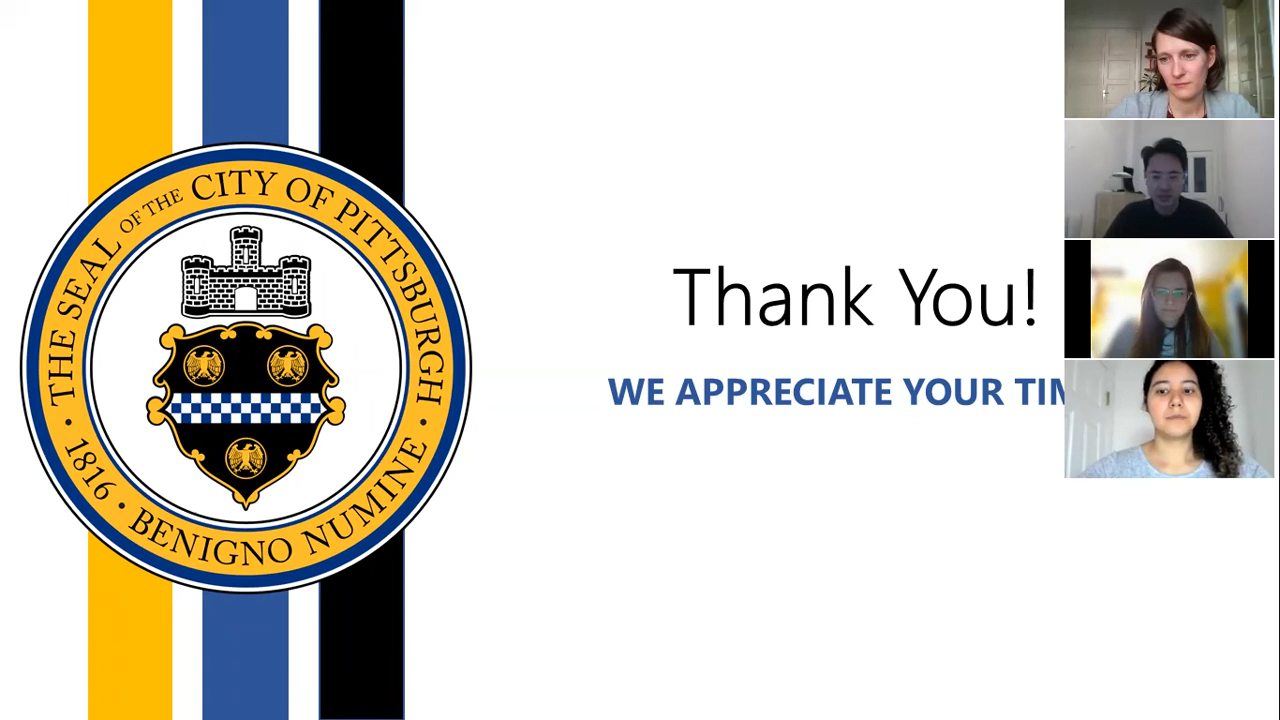 THE SEAL OF THE CITY OF PITTSBURGH
• 1816 • BENIGNO NUMINE •
Thank You!
WE APPRECIATE YOUR